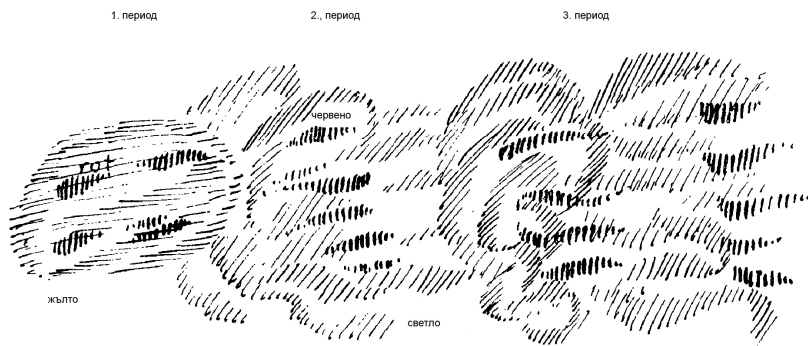 1. период
2., период
3. период
червено
rot
жълто
светло